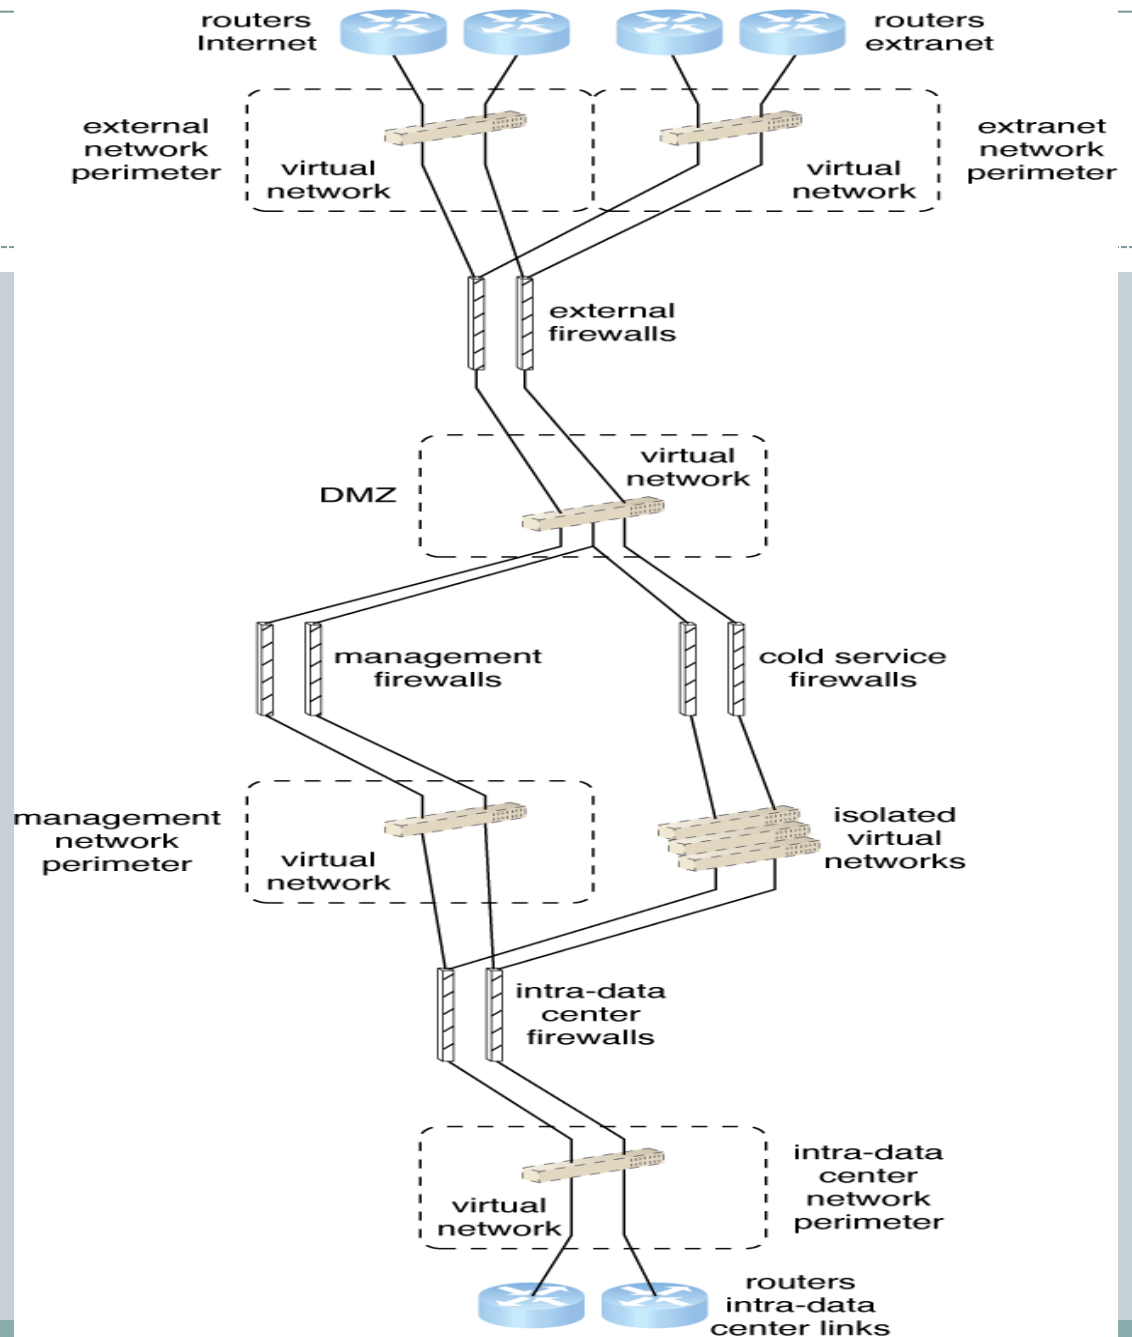 routers
Internet
routers
extranet
external
network
perimeter
virtual
network
virtual
network
extranet
network
perimeter
external
firewalls
virtual
network
DMZ
management
firewalls
cold service
firewalls
management
network
perimeter
virtual
network
isolated
virtual
networks
intra-data
center
firewalls
virtual
network
intra-data
center
network
perimeter
routers
intra-data
center links